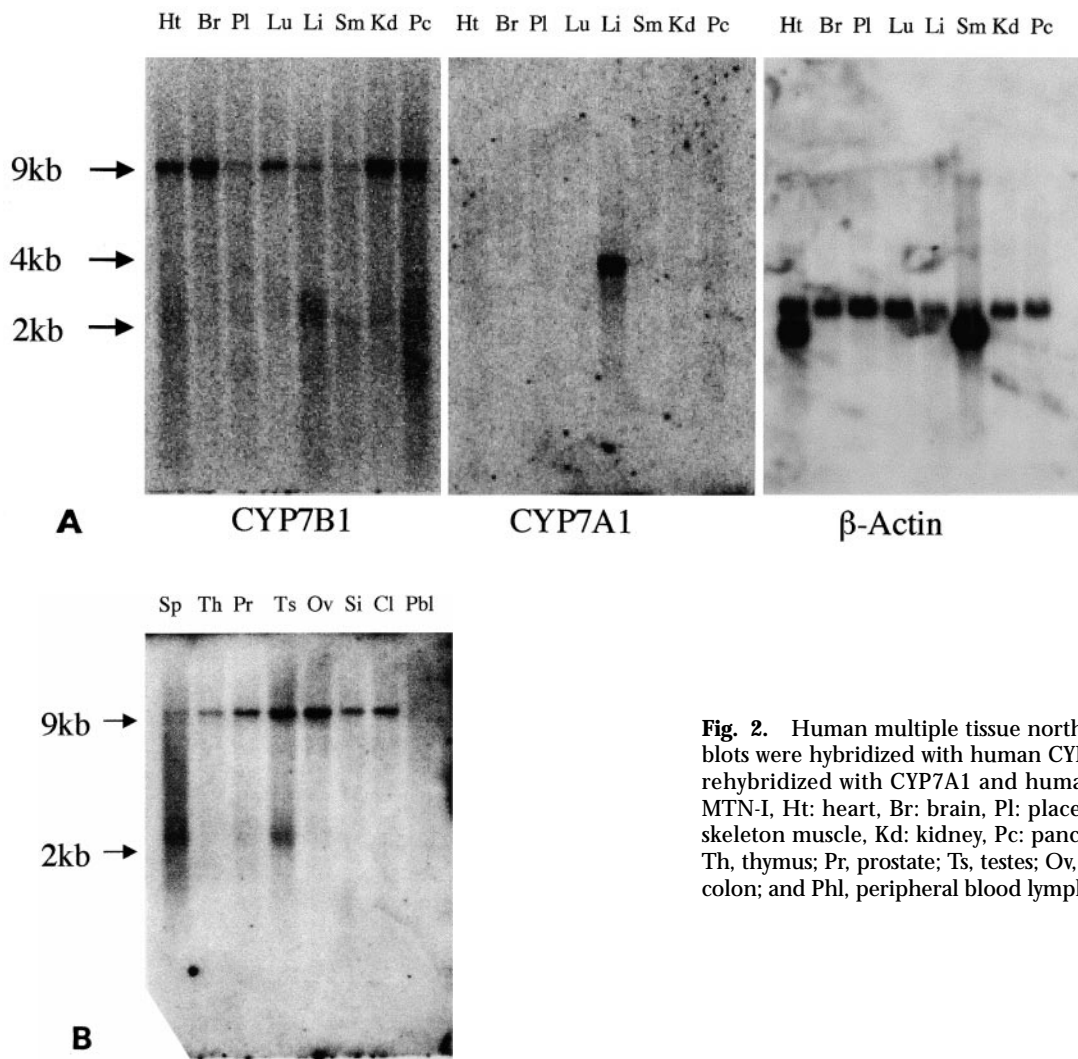 Ht Br Pl Lu Li Sm Kd Pc
Ht Br Pl Lu Li Sm Kd Pc
Ht Br Pl Lu Li Sm Kd Pc
9kb
4kb
2kb
A
CYP7B1
CYP7A1
β-Actin
Sp Th Pr Ts Ov Si Cl Pbl
9kb
2kb
B
Fig. 2. Human multiple tissue north
blots were hybridized with human CYP
rehybridized with CYP7A1 and huma
MTN-I, Ht: heart, Br: brain, Pl: place
skeleton muscle, Kd: kidney, Pc: panc
Th, thymus; Pr, prostate; Ts, testes; Ov,
colon; and Phl, peripheral blood lymph